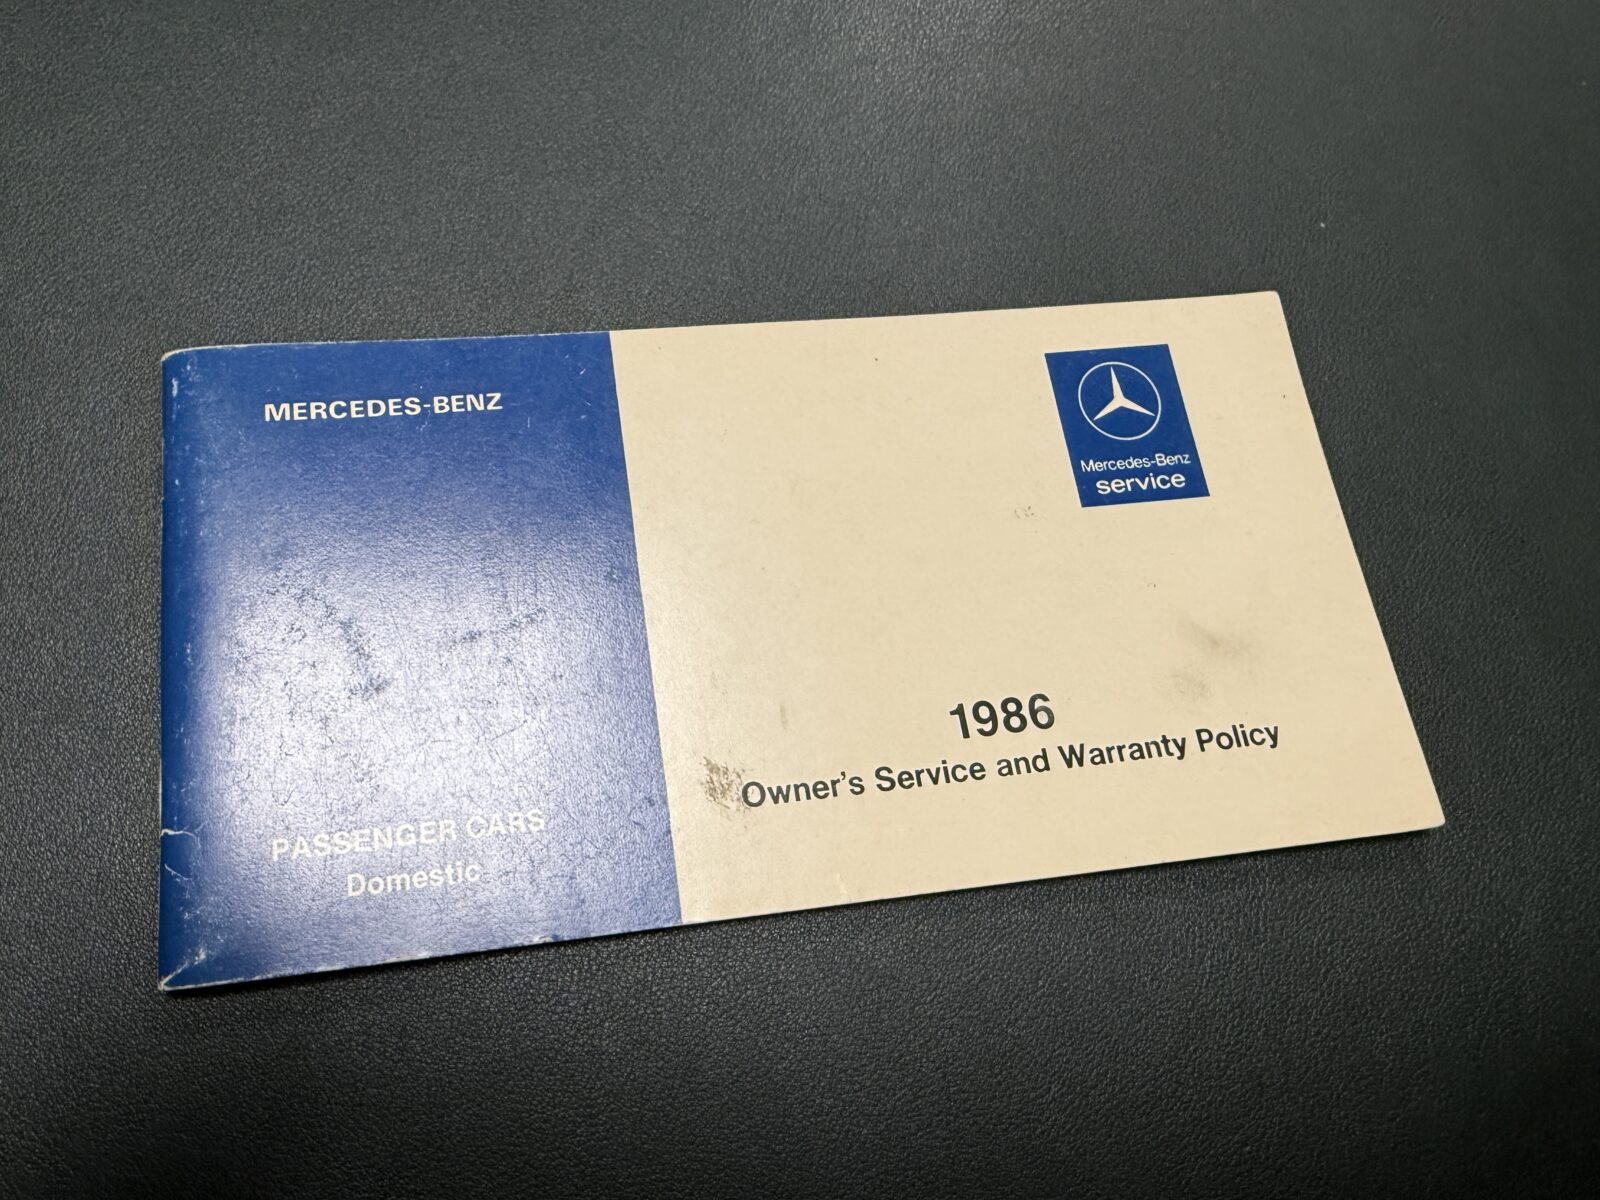 MERCEDES-BENZ
PASSENGER CARS
Domestic
Mercedes-Benz
service
1986
Owner's Service and Warranty Policy